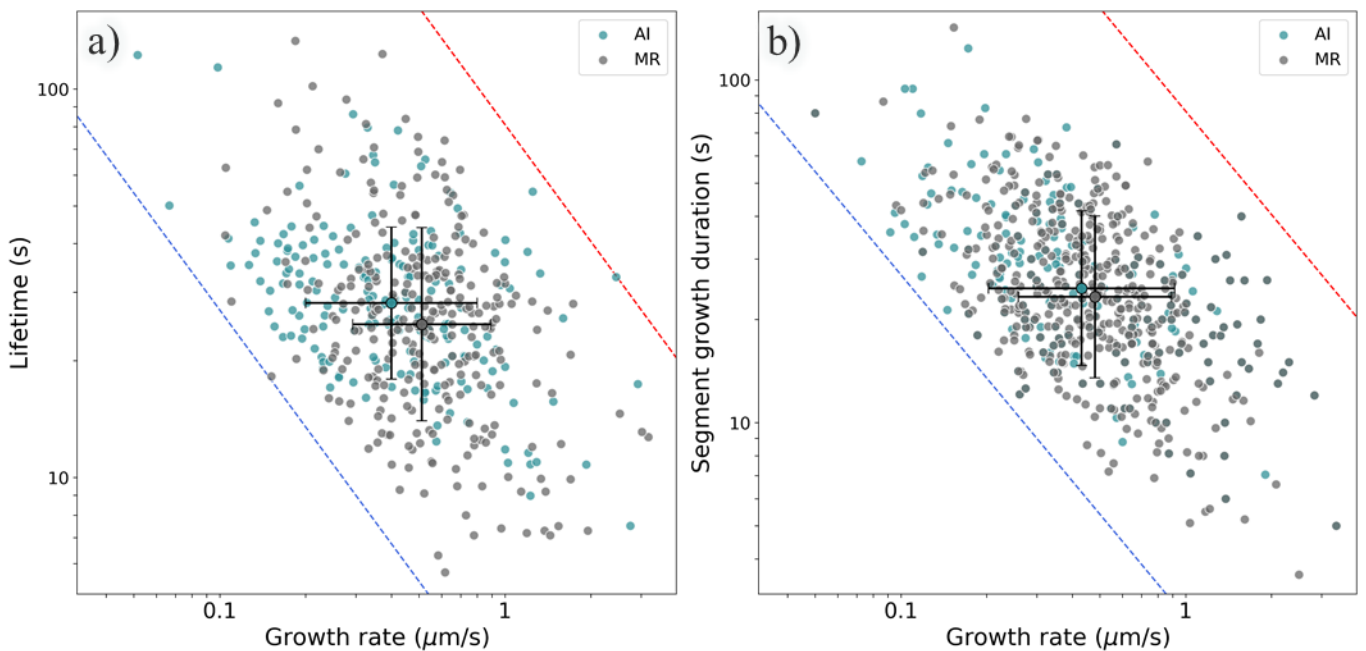 a)
AI
MR
100
10
Lifetime (s)
0.1
1
Growth rate (μm/s)
b)
AI
MR
100
10
Segment growth duration (s)
0.1
1
Growth rate (μm/s)